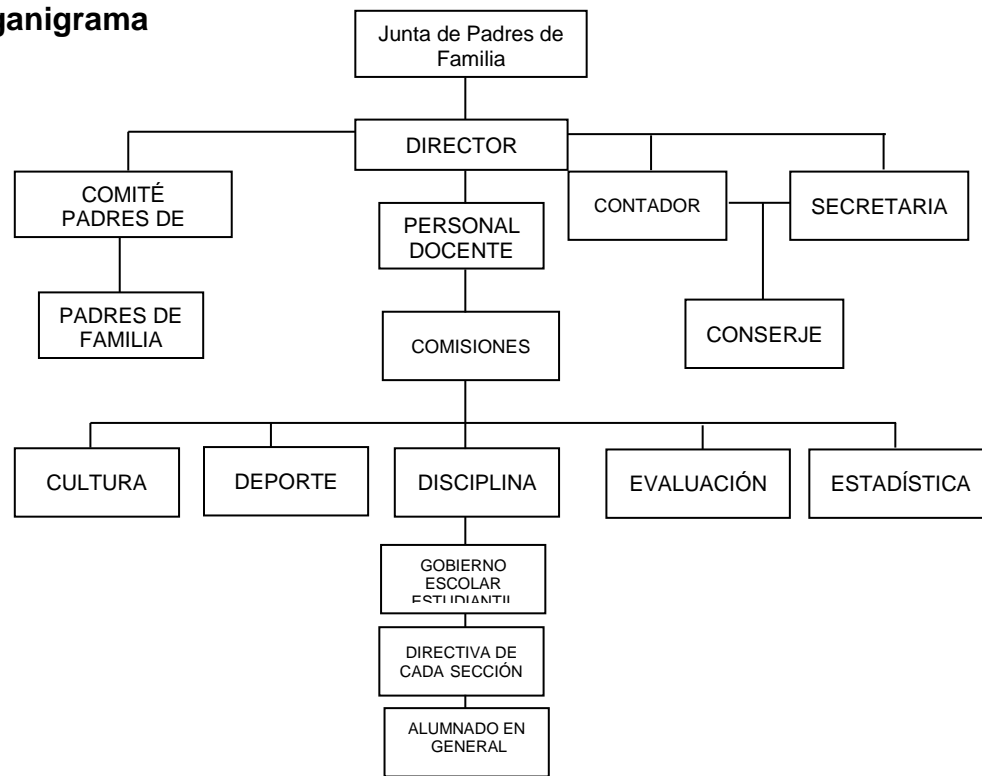 ganigrama
Junta de Padres de
Familia
DIRECTOR
COMITÉ
PADRES DE
CONTADOR
SECRETARIA
PERSONAL
DOCENTE
PADRES DE
FAMILIA
COMISIONES
CONSERJE
CULTURA
DEPORTE
DISCIPLINA
EVALUACIÓN
ESTADÍSTICA
GOBIERNO
ESCOLAR
ESTUDIANTIL
DIRECTIVA DE
CADA SECCIÓN
ALUMNADO EN
GENERAL